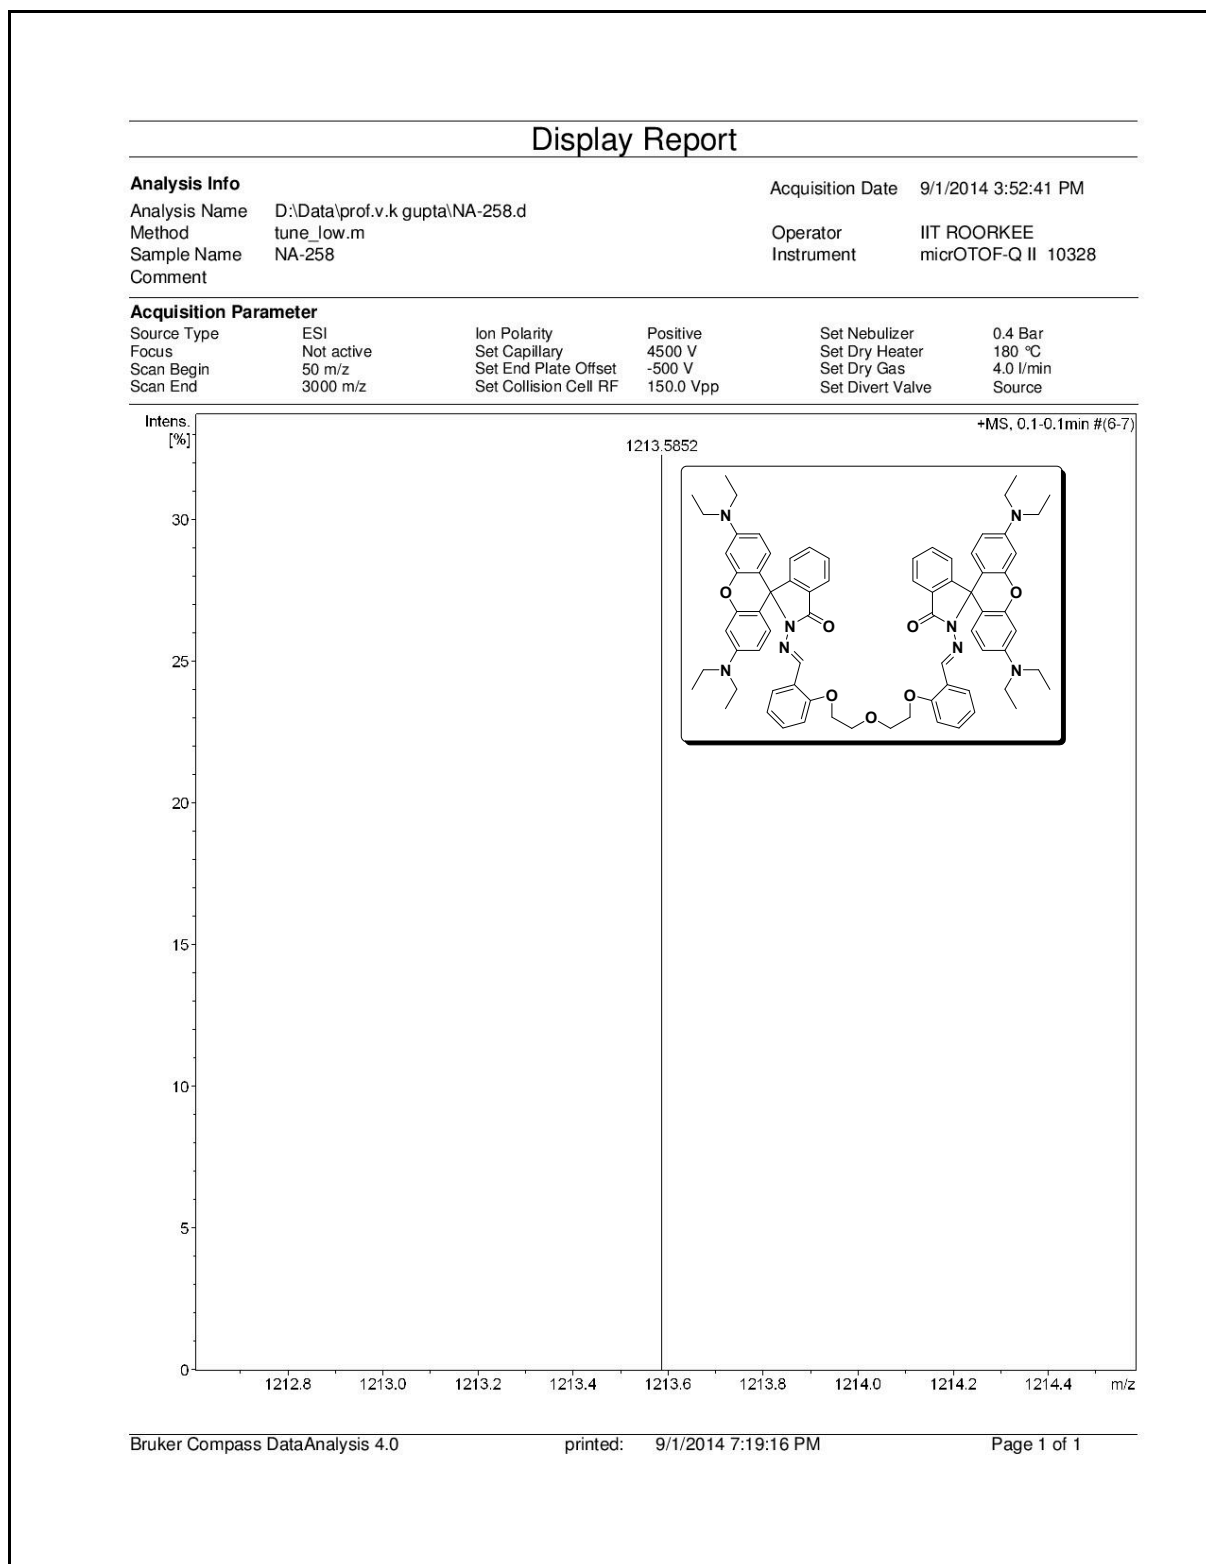 Display Report
Analysis Info
Acquisition Date 9/1/2014 3:52:41 PM
Analysis Name D:\Data\prof.v.k gupta\NA-258.d
Method tune_low.m Operator IIT ROORKEE
Sample Name NA-258 Instrument micrOTOF-Q II 10328
Comment
Acquisition Parameter
Source Type ESI Ion Polarity Positive Set Nebulizer 0.4 Bar
Focus Not active Set Capillary 4500 V Set Dry Heater 180 °C
Scan Begin 50 m/z Set End Plate Offset -500 V Set Dry Gas 4.0 l/min
Scan End 3000 m/z Set Collision Cell RF 150.0 Vpp Set Divert Valve Source
Intens.
[%]
+MS, 0.1-0.1min #(6-7)
1213.5852
N N
O O
N O O N
N N
N N
O O
O
30
25
20
15
10
5
0
1212.8 1213.0 1213.2 1213.4 1213.6 1213.8 1214.0 1214.2 1214.4 m/z
Bruker Compass DataAnalysis 4.0 printed: 9/1/2014 7:19:16 PM Page 1 of 1